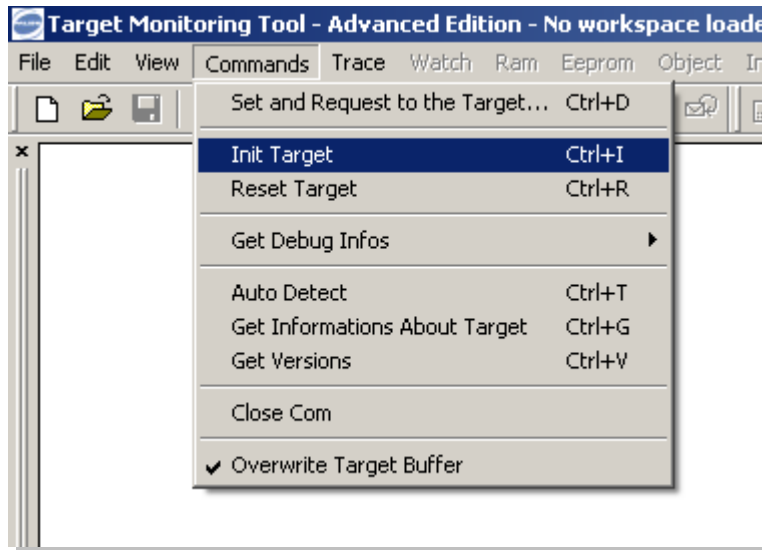 Target Monitoring Tool - Advanced Edition - No workspace loade
File Edit View Commands Trace Watch Ram Eeprom Object In
Set and Request to the Target... Ctrl+D
Init Target Ctrl+I
Reset Target Ctrl+R
Get Debug Infos
Auto Detect Ctrl+T
Get Informations About Target Ctrl+G
Get Versions Ctrl+V
Close Com
Overwrite Target Buffer